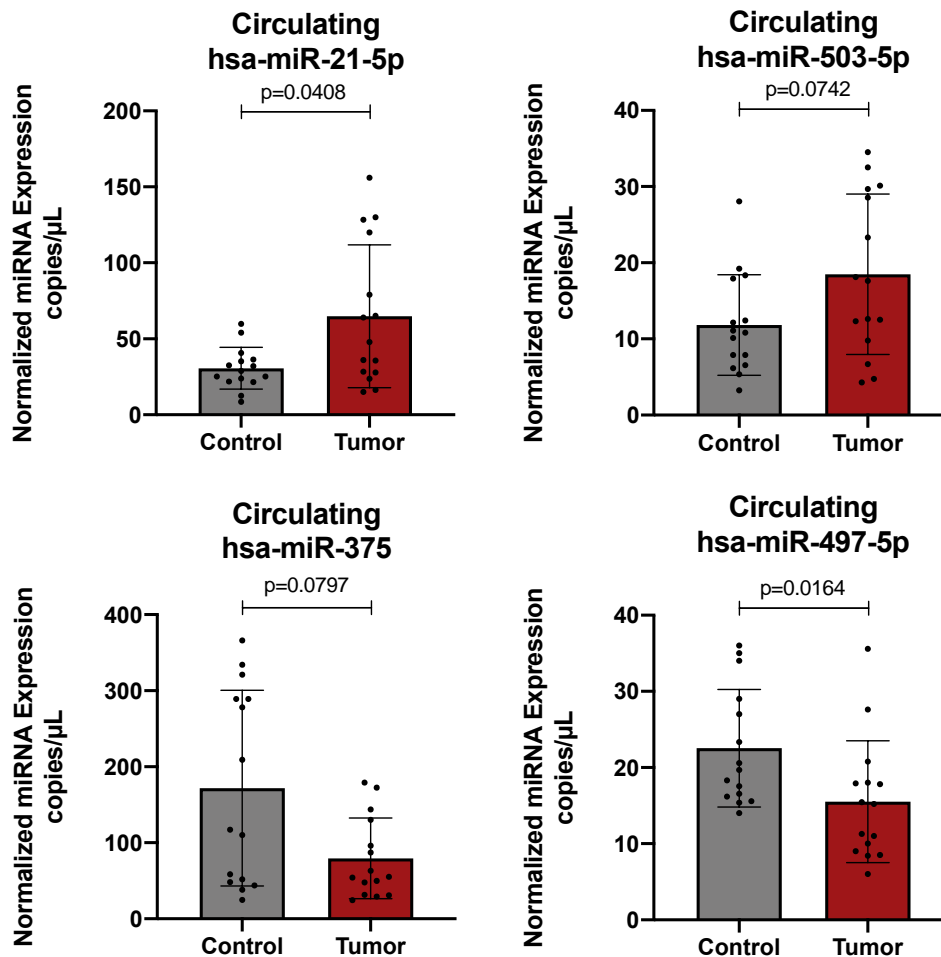 Circulating
hsa-miR-21-5p
p=0.0408
Normalized miRNA Expression
copies/µL
200
150
100
50
0
Control
Tumor
Circulating
hsa-miR-503-5p
p=0.0742
Normalized miRNA Expression
copies/µL
40
30
20
10
0
Control
Tumor
Circulating
hsa-miR-375
p=0.0797
Normalized miRNA Expression
copies/µL
400
300
200
100
0
Control
Tumor
Circulating
hsa-miR-497-5p
p=0.0164
Normalized miRNA Expression
copies/µL
40
30
20
10
0
Control
Tumor